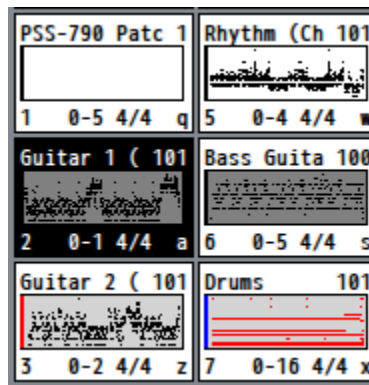 PSS-790 Patc 1
1 0-5 4/4 q
Rhythm (Ch 101
5 0-4 4/4 w
Guitar 1 ( 101
2 0-1 4/4 a
Bass Guita 100
6 0-5 4/4 s
Guitar 2 ( 101
3 0-2 4/4 z
Drums 101
7 0-16 4/4 x